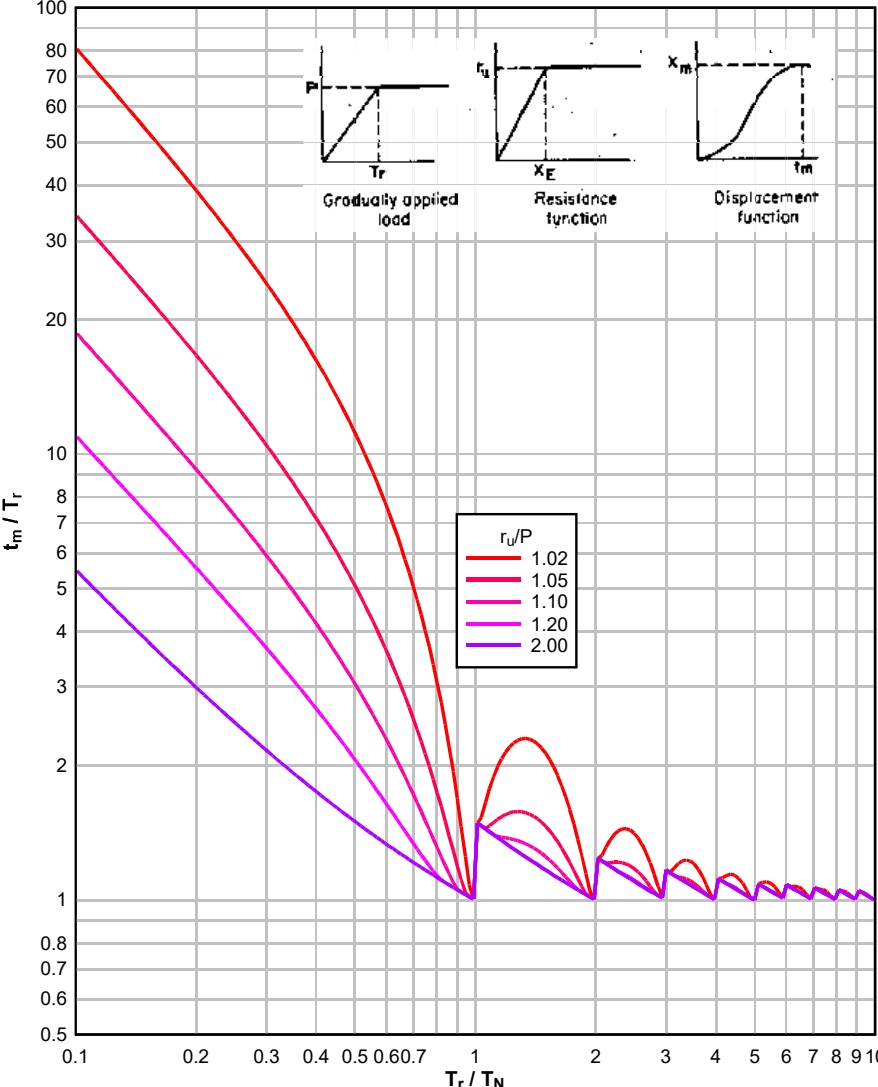 100
80
70
60
50
40
30
20
10
8
7
6
5
4
3
2
1
0.8
0.7
0.6
0.5
tm / Tr
P
Tr
Gradually applied
load
ru
XE
Resistance
function
Xm
tm
Displacement
function
ru/P
1.02
1.05
1.10
1.20
2.00
0.1 0.2 0.3 0.4 0.5 0.6 0.7 1 2 3 4 5 6 7 8 9 10
Tr / TN